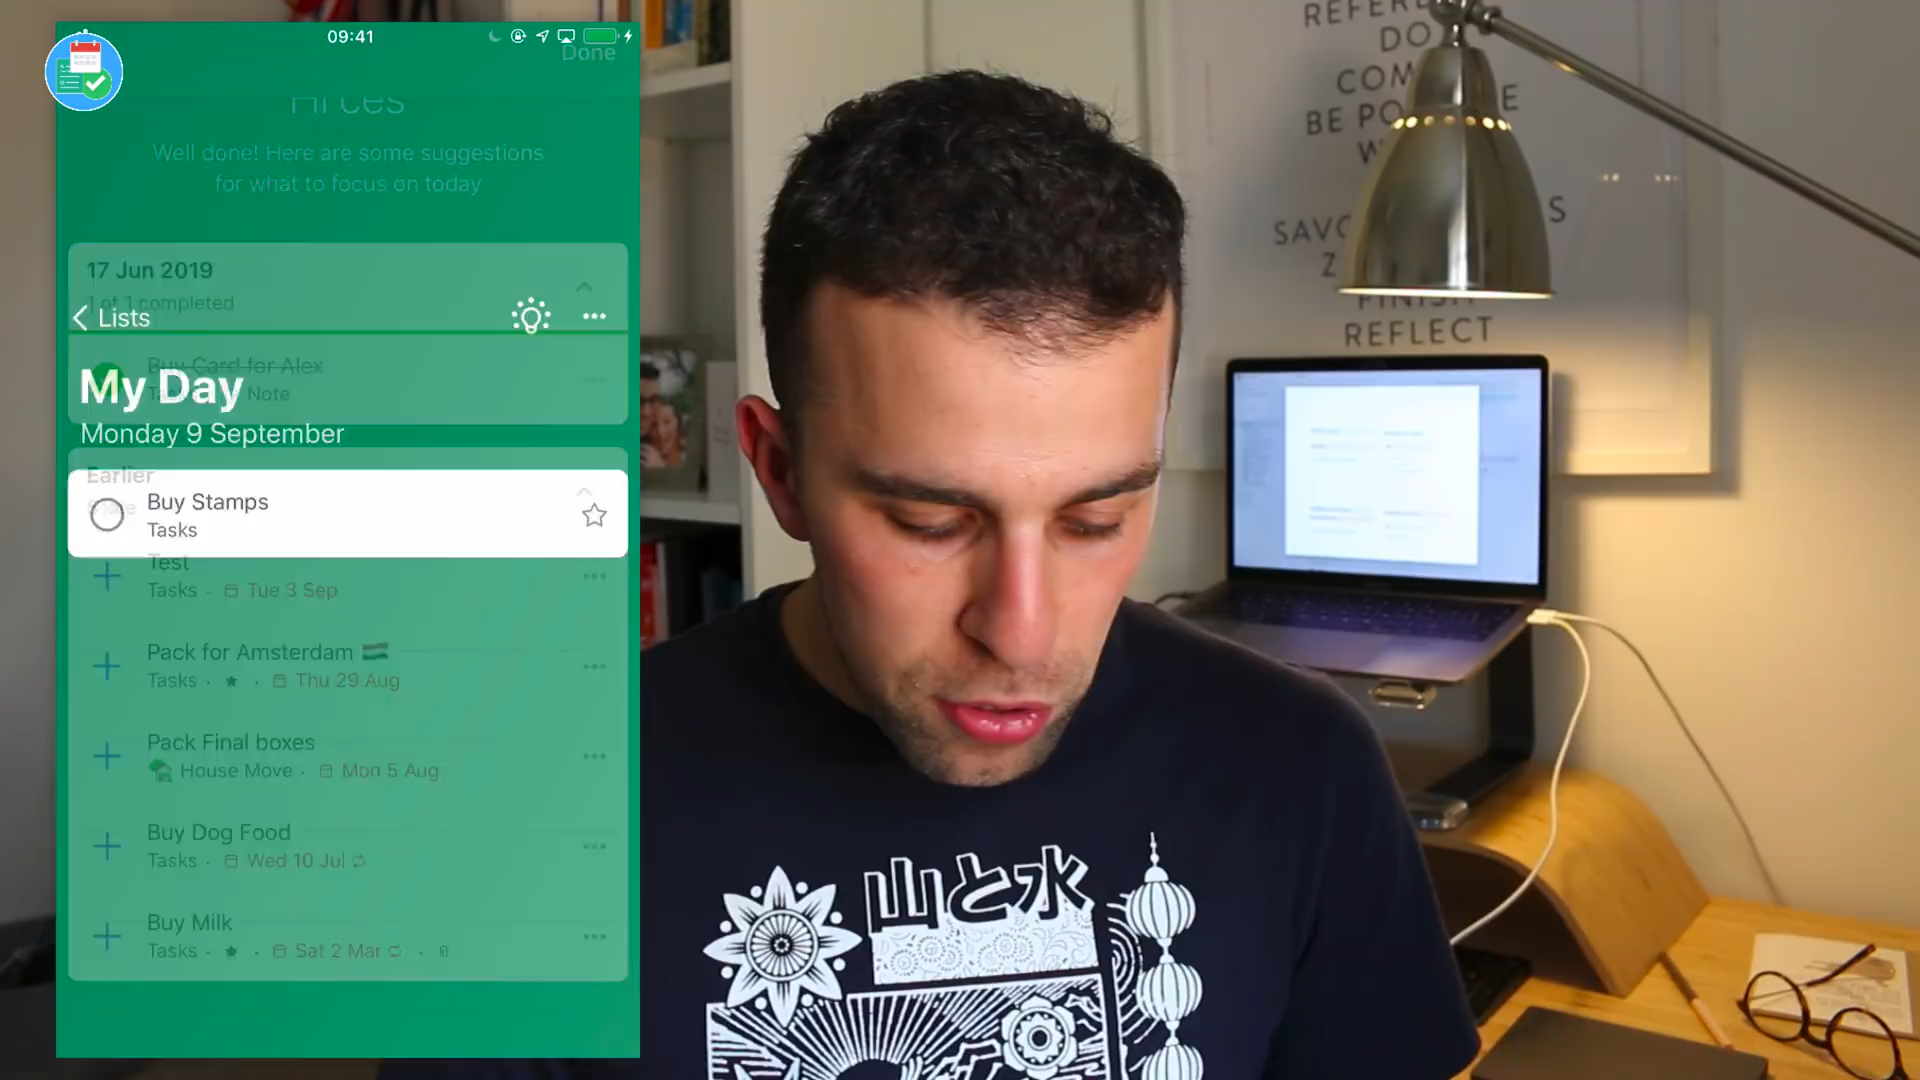 09:41
Done
Well done! Here are some suggestions
for what to focus on today
17 Jun 2019
1 of 1 completed
Lists
Buy Card for Alex
Note
My Day
Monday 9 September
Earlier
Buy Stamps
Tasks
Test
Tasks · Tue 3 Sep
Pack for Amsterdam
Tasks · ★ · Thu 29 Aug
Pack Final boxes
House Move · Mon 5 Aug
Buy Dog Food
Tasks · Wed 10 Jul
Buy Milk
Tasks · ★ · Sat 2 Mar
DO
BE
FINISH
REFLECT
山と水